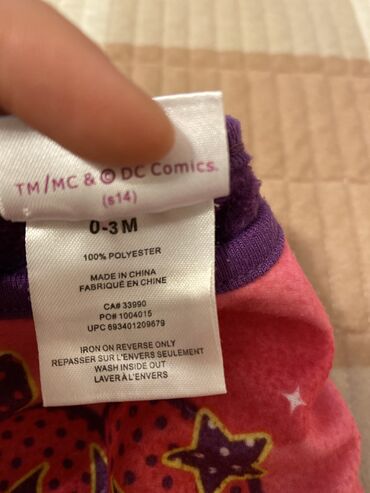 TM/MC & © DC Comics.
(s14)
0-3M
100% POLYESTER
MADE IN CHINA
FABRIQUÉ EN CHINE
CA# 33990
PO# 1004015
UPC 693401209679
IRON ON REVERSE ONLY
REPASSER SUR L'ENVERS SEULEMENT
WASH INSIDE OUT
LAVER À L'ENVERS